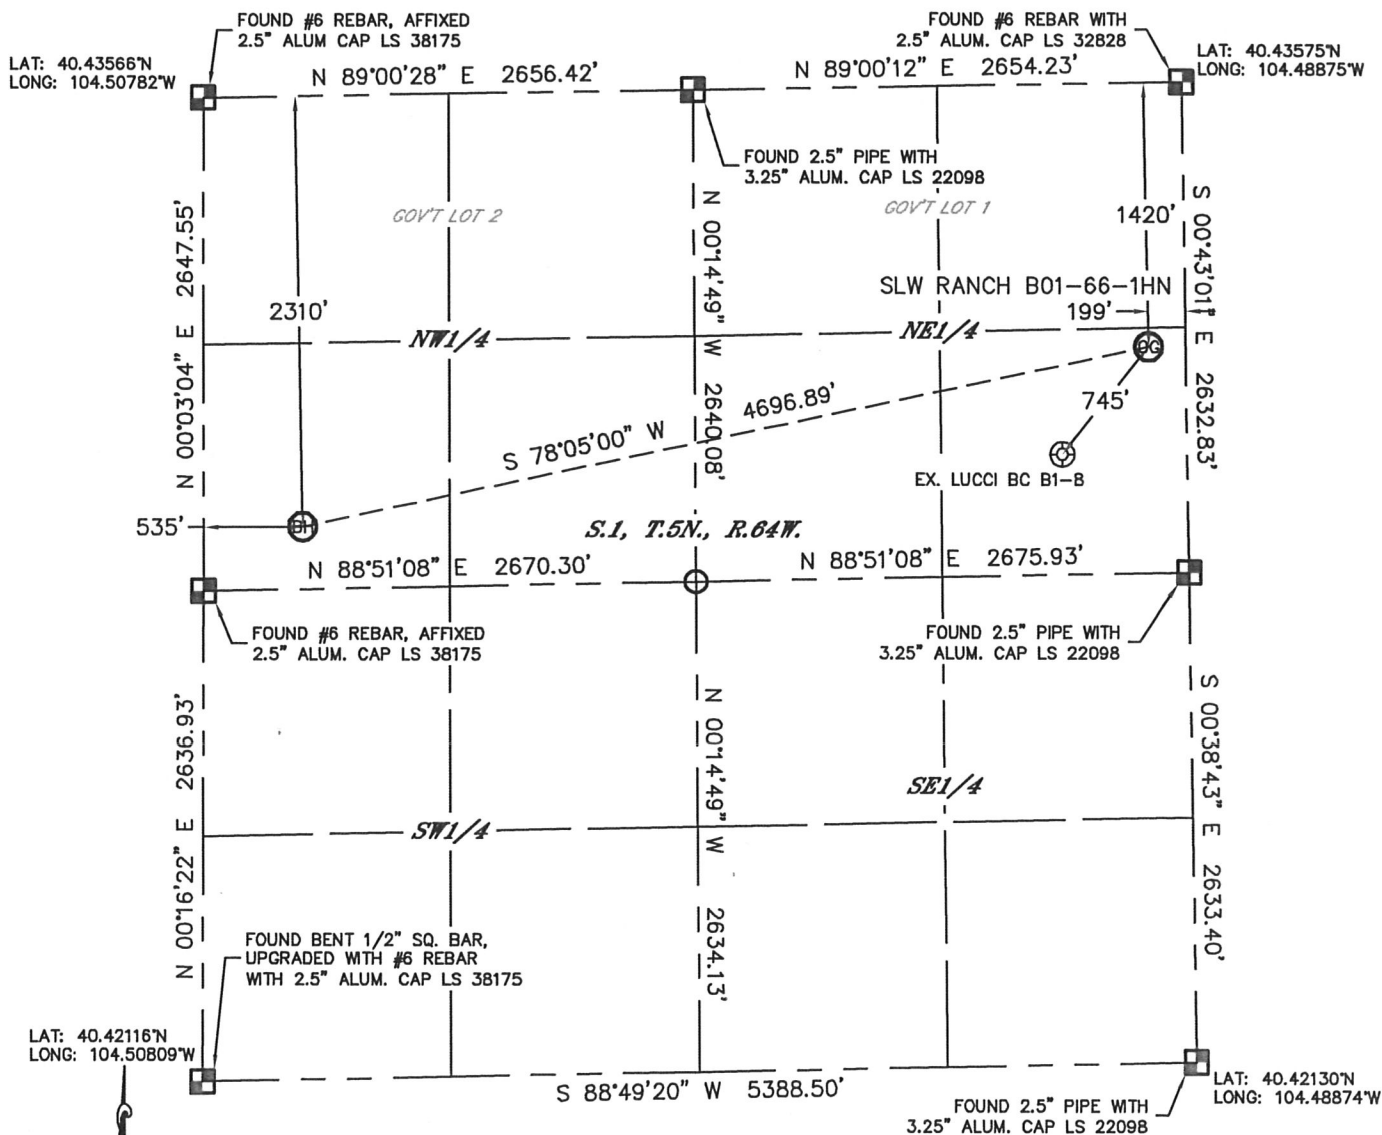 FOUND #6 REBAR, AFFIXED
2.5" ALUM CAP LS 38175
FOUND #6 REBAR WITH
2.5" ALUM. CAP LS 32828
LAT: 40.43566°N
LONG: 104.50782°W
LAT: 40.43575°N
LONG: 104.48875°W
N 89°00'28" E 2656.42'
N 89°00'12" E 2654.23'
FOUND 2.5" PIPE WITH
3.25" ALUM. CAP LS 22098
GOV'T LOT 2
GOV'T LOT 1
N 00°03'04" E 2647.55'
N 00°14'49" W 2640.08'
S 00°43'01" E 2632.83'
1420'
2310'
SLW RANCH B01-66-1HN
199'
NW1/4
NE1/4
OG
745'
S 78°05'00" W 4696.89'
EX. LUCCI BC B1-8
535'
BH
S.1, T.5N., R.64W.
N 88°51'08" E 2670.30'
N 88°51'08" E 2675.93'
FOUND #6 REBAR, AFFIXED
2.5" ALUM. CAP LS 38175
FOUND 2.5" PIPE WITH
3.25" ALUM. CAP LS 22098
N 00°16'22" E 2636.93'
N 00°14'49" W 2634.13'
S 00°38'43" E 2633.40'
SE1/4
SW1/4
FOUND BENT 1/2" SQ. BAR,
UPGRADED WITH #6 REBAR
WITH 2.5" ALUM. CAP LS 38175
LAT: 40.42116°N
LONG: 104.50809°W
S 88°49'20" W 5388.50'
LAT: 40.42130°N
LONG: 104.48874°W
FOUND 2.5" PIPE WITH
3.25" ALUM. CAP LS 22098